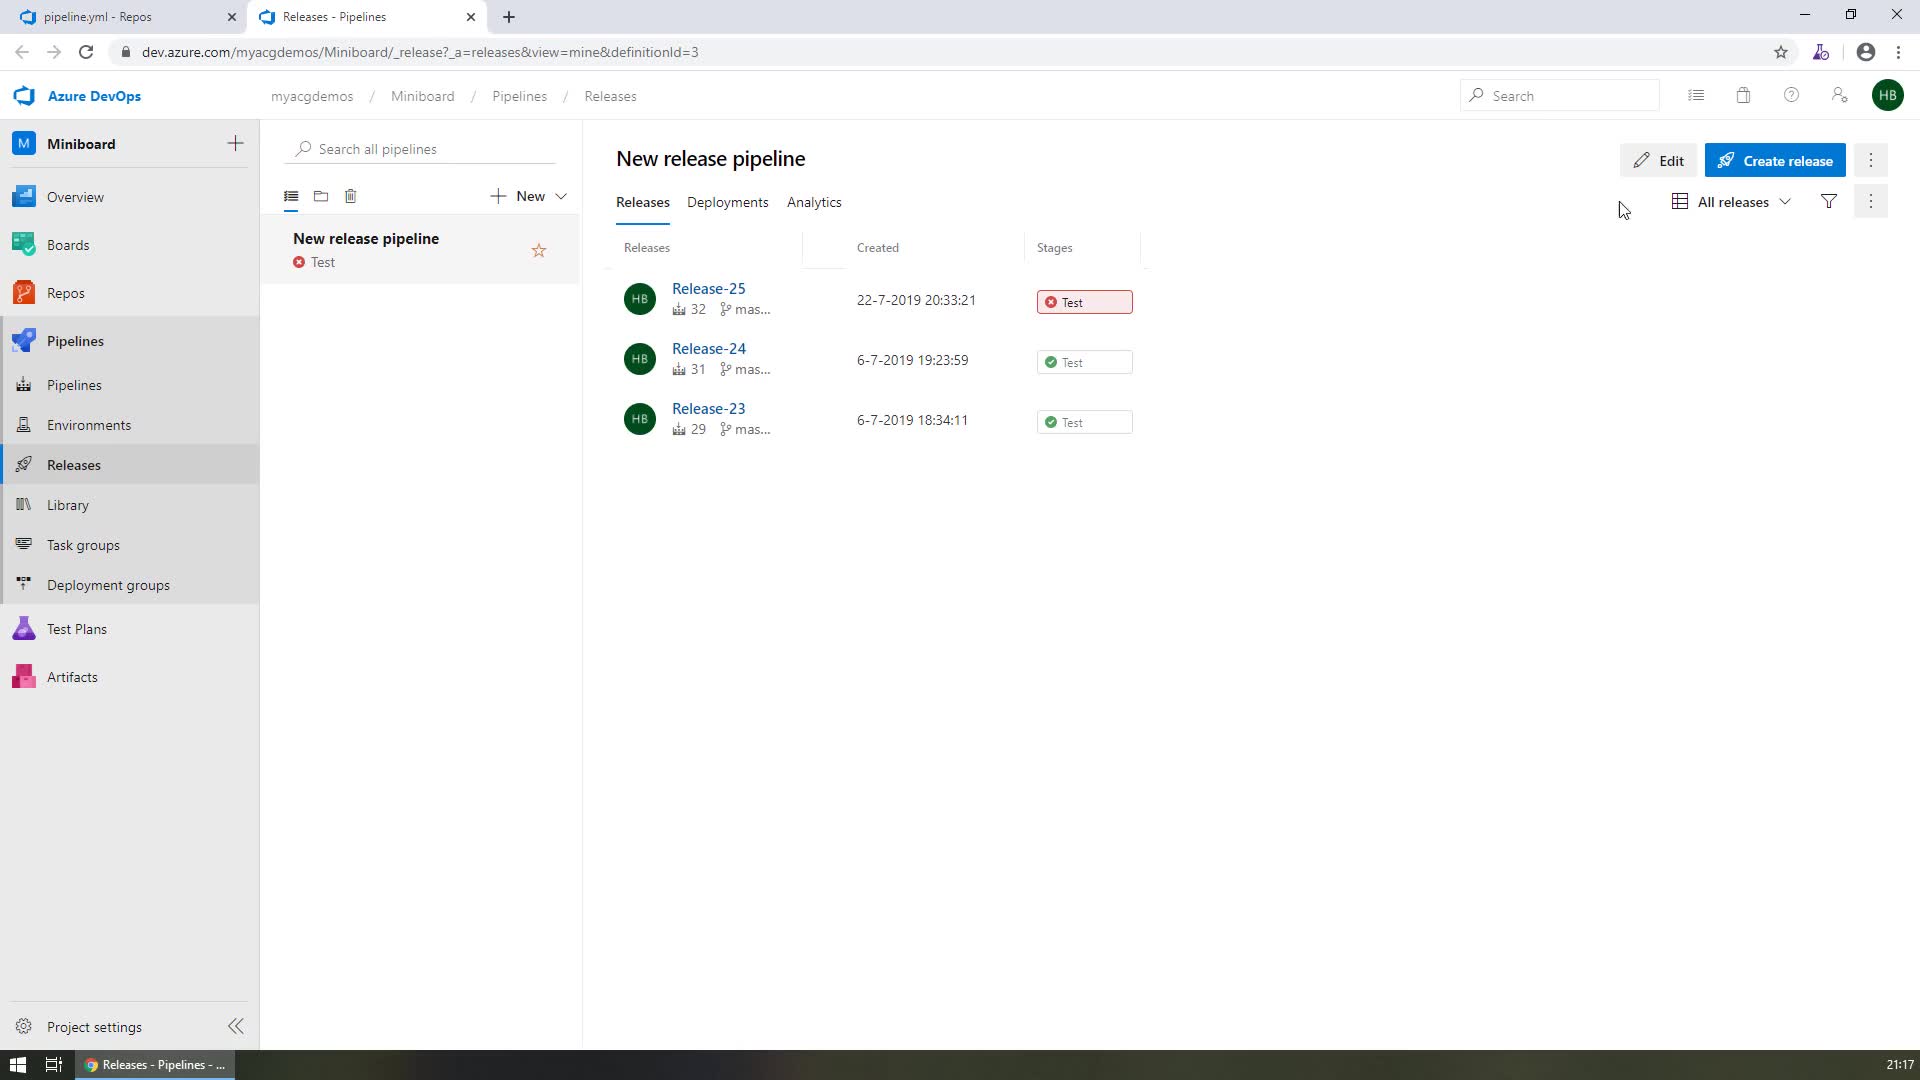 pipeline.yml - Repos
Releases - Pipelines
dev.azure.com/myacgdemos/Miniboard/_release?_a=releases&view=mine&definitionId=3
Azure DevOps
myacgdemos / Miniboard / Pipelines / Releases
Search
HB
M Miniboard
Overview
Boards
Repos
Pipelines
Pipelines
Environments
Releases
Library
Task groups
Deployment groups
Test Plans
Artifacts
Project settings
Search all pipelines
New
New release pipeline
Test
New release pipeline
Edit
Create release
Releases Deployments Analytics
All releases
Releases Created Stages
HB Release-25 22-7-2019 20:33:21 Test
32 mas...
HB Release-24 6-7-2019 19:23:59 Test
31 mas...
HB Release-23 6-7-2019 18:34:11 Test
29 mas...
Releases - Pipelines - ...
21:17